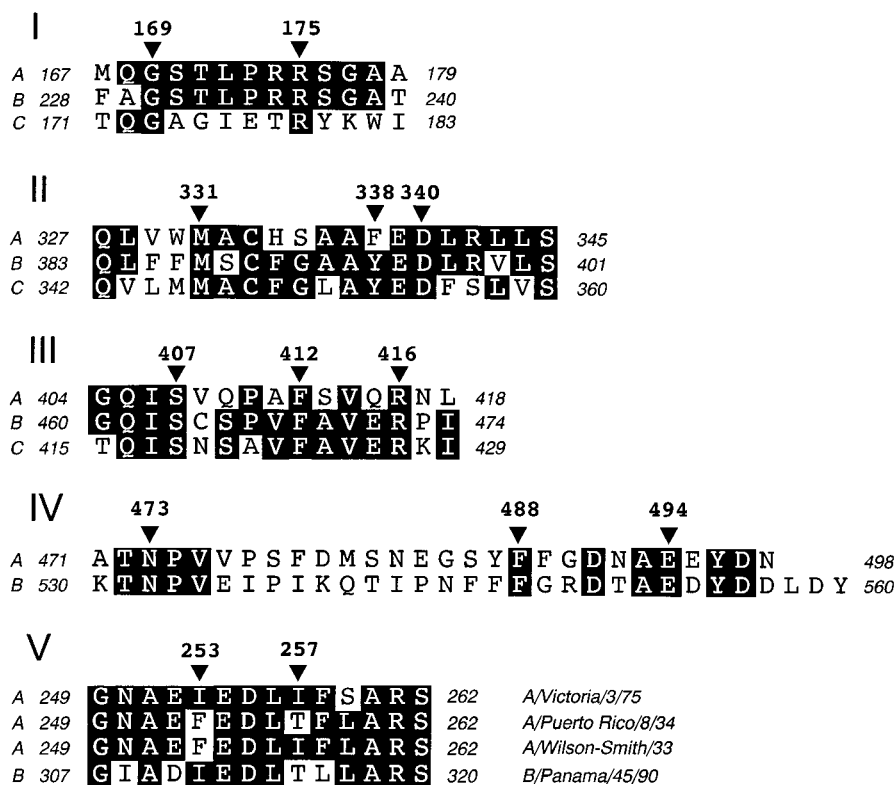 I
169 175
A 167 M Q G S T L P R R S G A A 179
B 228 F A G S T L P R R S G A T 240
C 171 T Q G A G I E T R Y K W I 183
II
331 338 340
A 327 Q L V W M A C H S A A F E D L R L L S 345
B 383 Q L F F M S C F G A A Y E D L R V L S 401
C 342 Q V L M M A C F G L A Y E D F S L V S 360
III
407 412 416
A 404 G Q I S V Q P A F S V Q R N L 418
B 460 G Q I S C S P V F A V E R P I 474
C 415 T Q I S N S A V F A V E R K I 429
IV
473 488 494
A 471 A T N P V V P S F D M S N E G S Y F F G D N A E E Y D N 498
B 530 K T N P V E I P I K Q T I P N F F F G R D T A E D Y D D L D Y 560
V
253 257
A 249 G N A E I E D L I F S A R S 262 A/Victoria/3/75
A 249 G N A E F E D L T F L A R S 262 A/Puerto Rico/8/34
A 249 G N A E F E D L I F L A R S 262 A/Wilson-Smith/33
B 307 G I A D I E D L T L L A R S 320 B/Panama/45/90